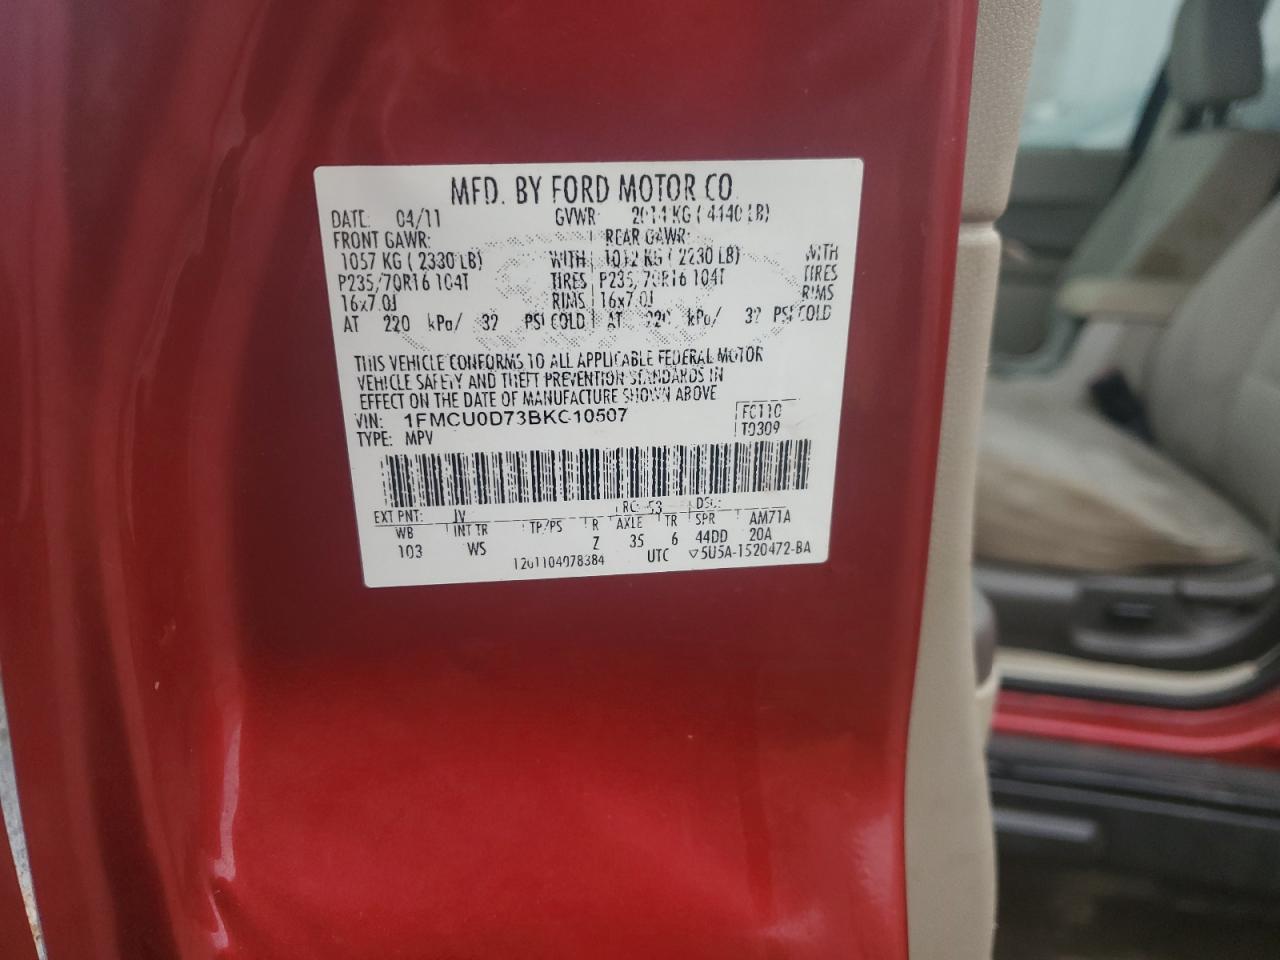 MFD. BY FORD MOTOR CO.
DATE: 04/11 GVWR: 2014 KG ( 4440 LB)
FRONT GAWR: REAR GAWR:
1057 KG ( 2330 LB) WITH 1012 KG ( 2230 LB) WITH
P235/70R16 104T TIRES P235/70R16 104T TIRES
16x7.0J RIMS 16x7.0J RIMS
AT 220 kPa/ 32 PSI COLD AT 220 kPa/ 32 PSI COLD
THIS VEHICLE CONFORMS TO ALL APPLICABLE FEDERAL MOTOR
VEHICLE SAFETY AND THEFT PREVENTION STANDARDS IN
EFFECT ON THE DATE OF MANUFACTURE SHOWN ABOVE
VIN: 1FMCU0D73BKC10507 FC110
TYPE: MPV T0309
EXT PNT: JV RC: 53 DSO:
WB INT TR TP/PS R AXLE TR SPR AM71A
103 WS Z 35 6 44DD 20A
1201104078384 UTC ▽5U5A-1520472-BA